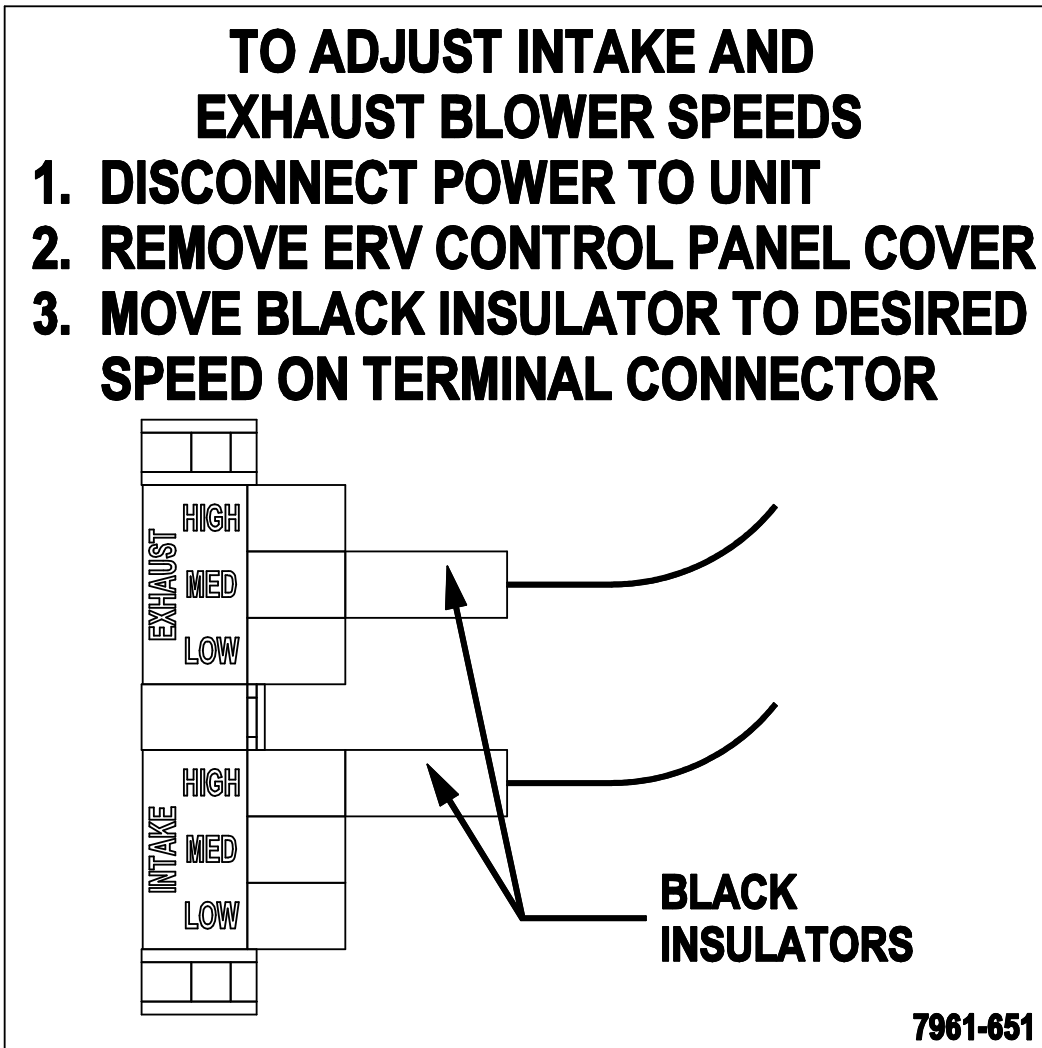 TO ADJUST INTAKE AND
EXHAUST BLOWER SPEEDS
1. DISCONNECT POWER TO UNIT
2. REMOVE ERV CONTROL PANEL COVER
3. MOVE BLACK INSULATOR TO DESIRED
SPEED ON TERMINAL CONNECTOR
EXHAUST
HIGH
MED
LOW
INTAKE
HIGH
MED
LOW
BLACK
INSULATORS
7961-651